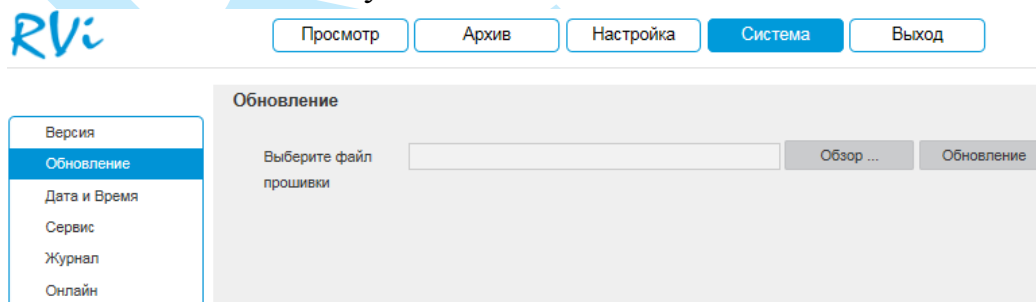 RVi
Просмотр Архив Настройка Система Выход
Обновление
Версия
Обновление
Дата и Время
Сервис
Журнал
Онлайн
Выберите файл
прошивки
Обзор ...
Обновление